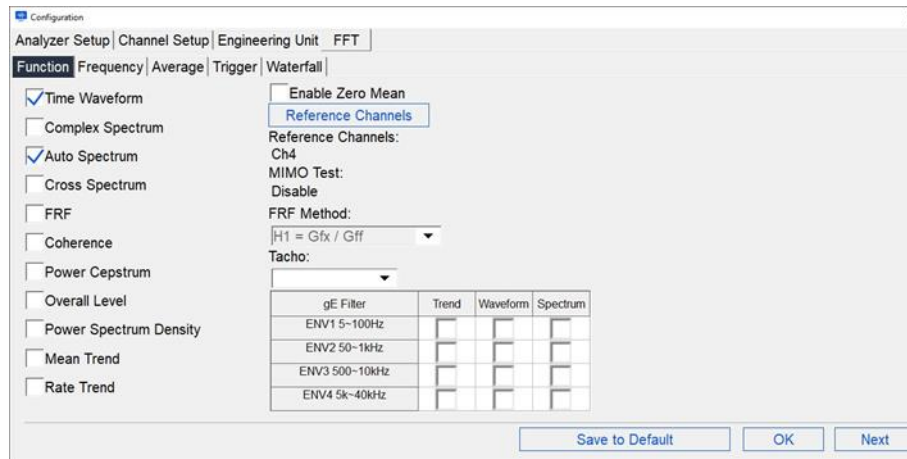 Configuration
Analyzer Setup Channel Setup Engineering Unit FFT
Function Frequency Average Trigger Waterfall
Time Waveform
Complex Spectrum
Auto Spectrum
Cross Spectrum
FRF
Coherence
Power Cepstrum
Overall Level
Power Spectrum Density
Mean Trend
Rate Trend
Enable Zero Mean
Reference Channels
Reference Channels:
Ch4
MIMO Test:
Disable
FRF Method:
H1 = Gfx / Gff
Tacho:
gE Filter Trend Waveform Spectrum
ENV1 5~100Hz
ENV2 50~1kHz
ENV3 500~10kHz
ENV4 5k~40kHz
Save to Default OK Next